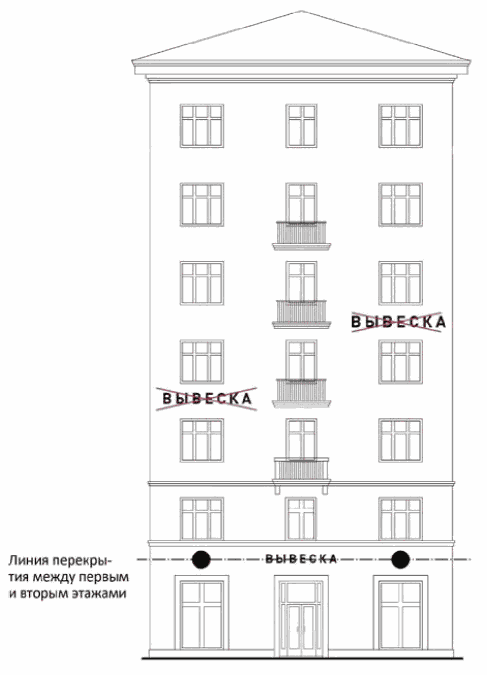 ВЫВЕСКА
ВЫВЕСКА
ВЫВЕСКА
Линия перекры-
тия между первым
и вторым этажами